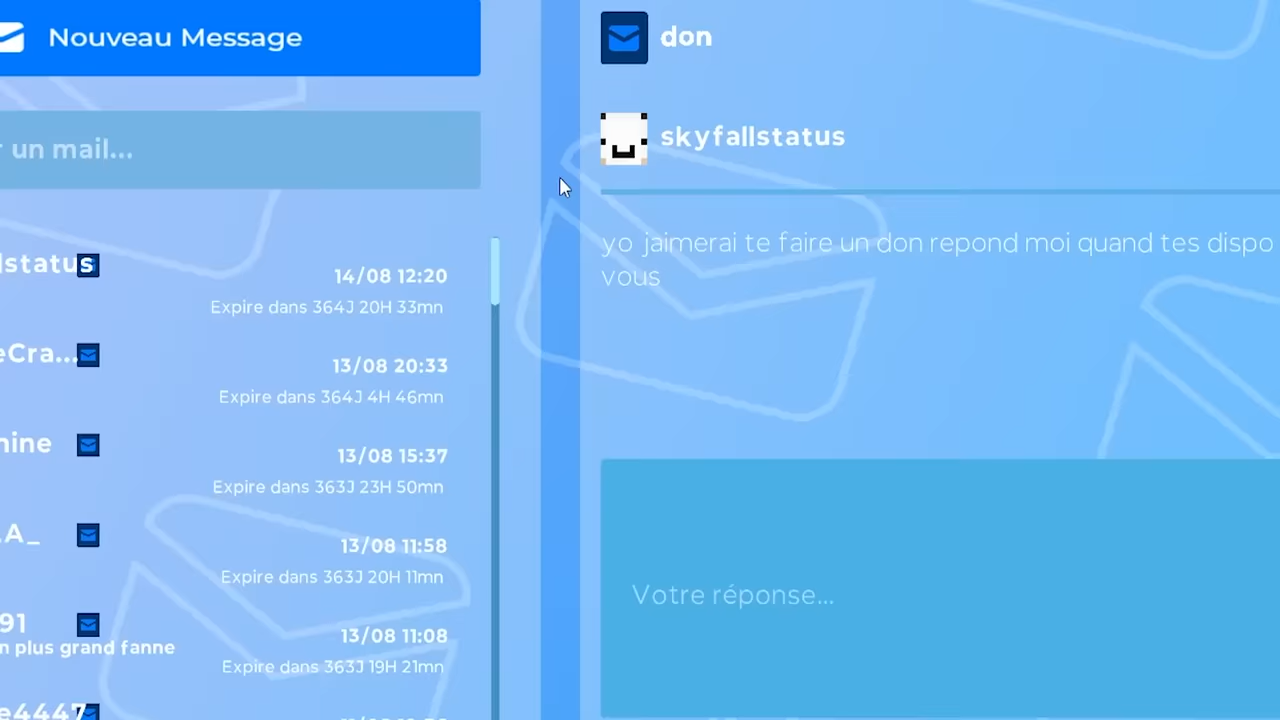 Nouveau Message
un mail...
lstatus
14/08 12:20
Expire dans 364J 20H 33mn
eCra...
13/08 20:33
Expire dans 364J 4H 46mn
nine
13/08 15:37
Expire dans 363J 23H 50mn
A_
13/08 11:58
Expire dans 363J 20H 11mn
91
n plus grand fanne
13/08 11:08
Expire dans 363J 19H 21mn
e4447
don
skyfallstatus
yo jaimerai te faire un don repond moi quand tes dispo
vous
Votre réponse...